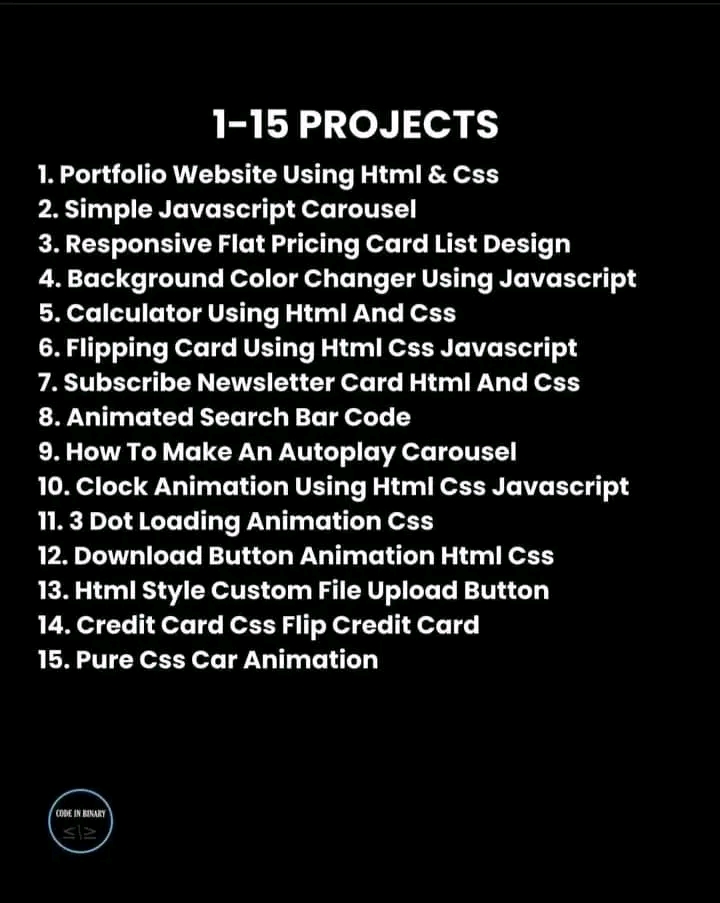 1-15 PROJECTS
1. Portfolio Website Using Html & Css
2. Simple Javascript Carousel
3. Responsive Flat Pricing Card List Design
4. Background Color Changer Using Javascript
5. Calculator Using Html And Css
6. Flipping Card Using Html Css Javascript
7. Subscribe Newsletter Card Html And Css
8. Animated Search Bar Code
9. How To Make An Autoplay Carousel
10. Clock Animation Using Html Css Javascript
11. 3 Dot Loading Animation Css
12. Download Button Animation Html Css
13. Html Style Custom File Upload Button
14. Credit Card Css Flip Credit Card
15. Pure Css Car Animation
CODE IN BINARY
≤\≥